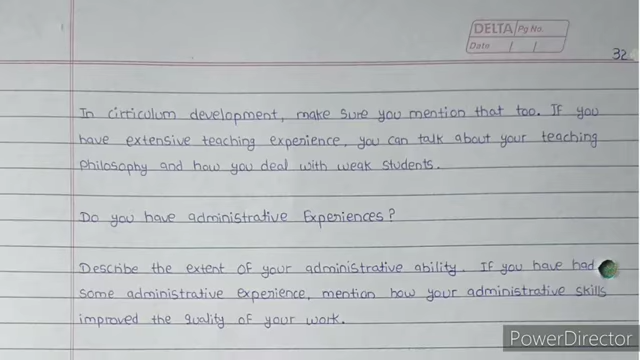 DELTA Pg No.
Date / /
32
In cirriculum development, make sure you mention that too. If you
have extensive teaching experience, you can talk about your teaching
philosophy and how you deal with weak students.
Do you have administrative Experiences?
Describe the extent of your administrative ability. If you have had
some administrative experience, mention how your administrative skills
improved the quality of your work.
PowerDirector